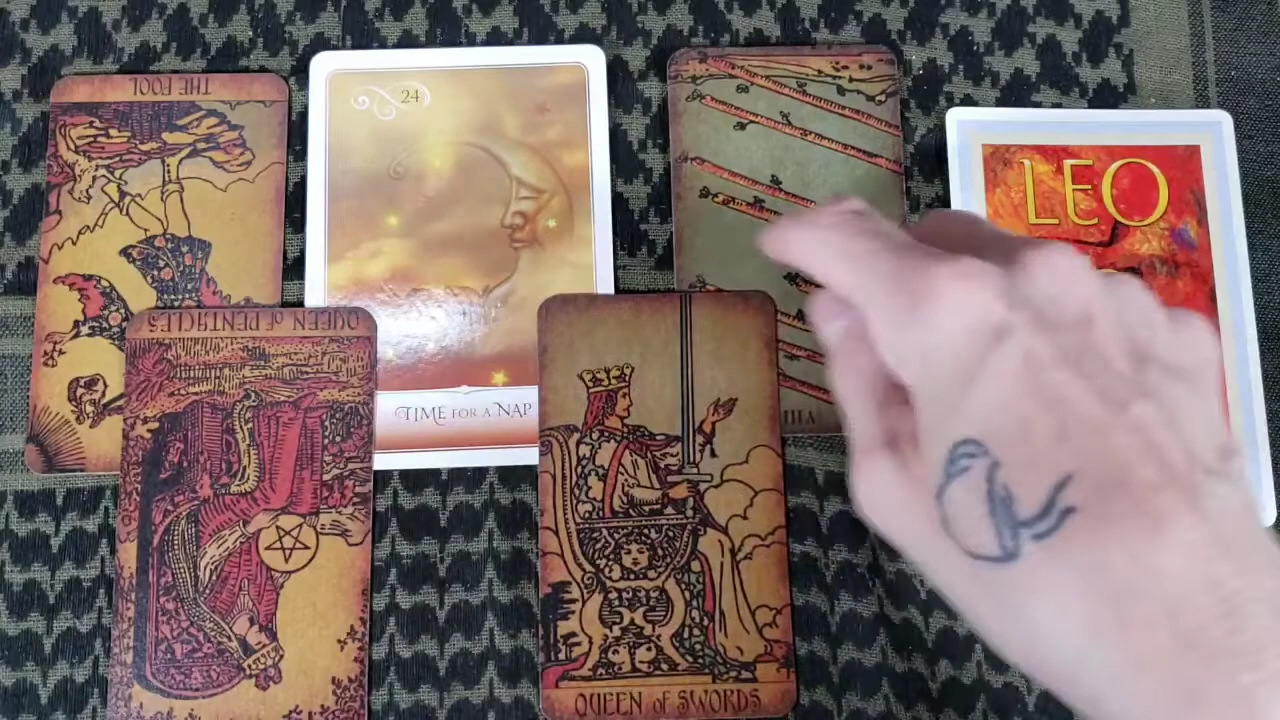 THE FOOL
24
TIME FOR A NAP
LEO
QUEEN of PENTACLES
QUEEN of SWORDS